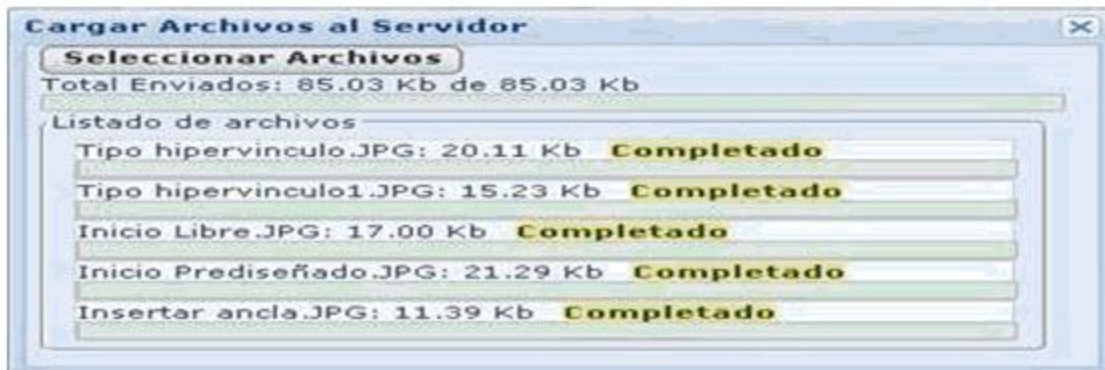 Cargar Archivos al Servidor
Seleccionar Archivos
Total Enviados: 85.03 Kb de 85.03 Kb
Listado de archivos
Tipo hipervinculo.JPG: 20.11 Kb Completado
Tipo hipervinculo1.JPG: 15.23 Kb Completado
Inicio Libre.JPG: 17.00 Kb Completado
Inicio Prediseñado.JPG: 21.29 Kb Completado
Insertar ancla.JPG: 11.39 Kb Completado